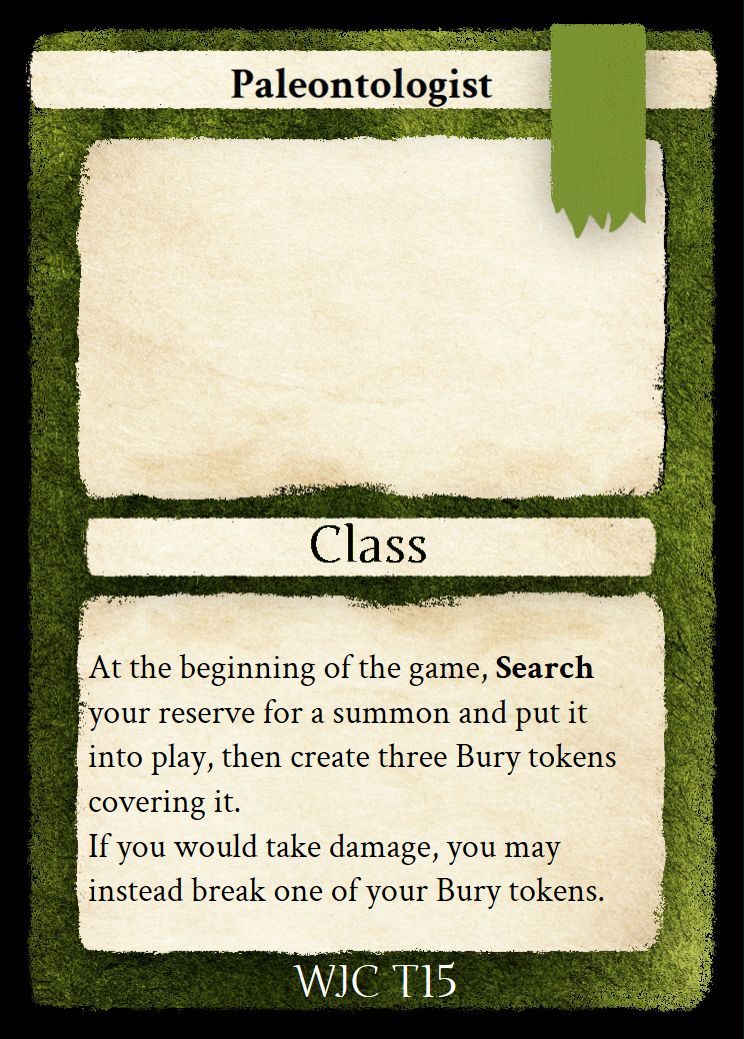 Paleontologist
Class
At the beginning of the game, Search
your reserve for a summon and put it
into play, then create three Bury tokens
covering it.
If you would take damage, you may
instead break one of your Bury tokens.
WJC T15